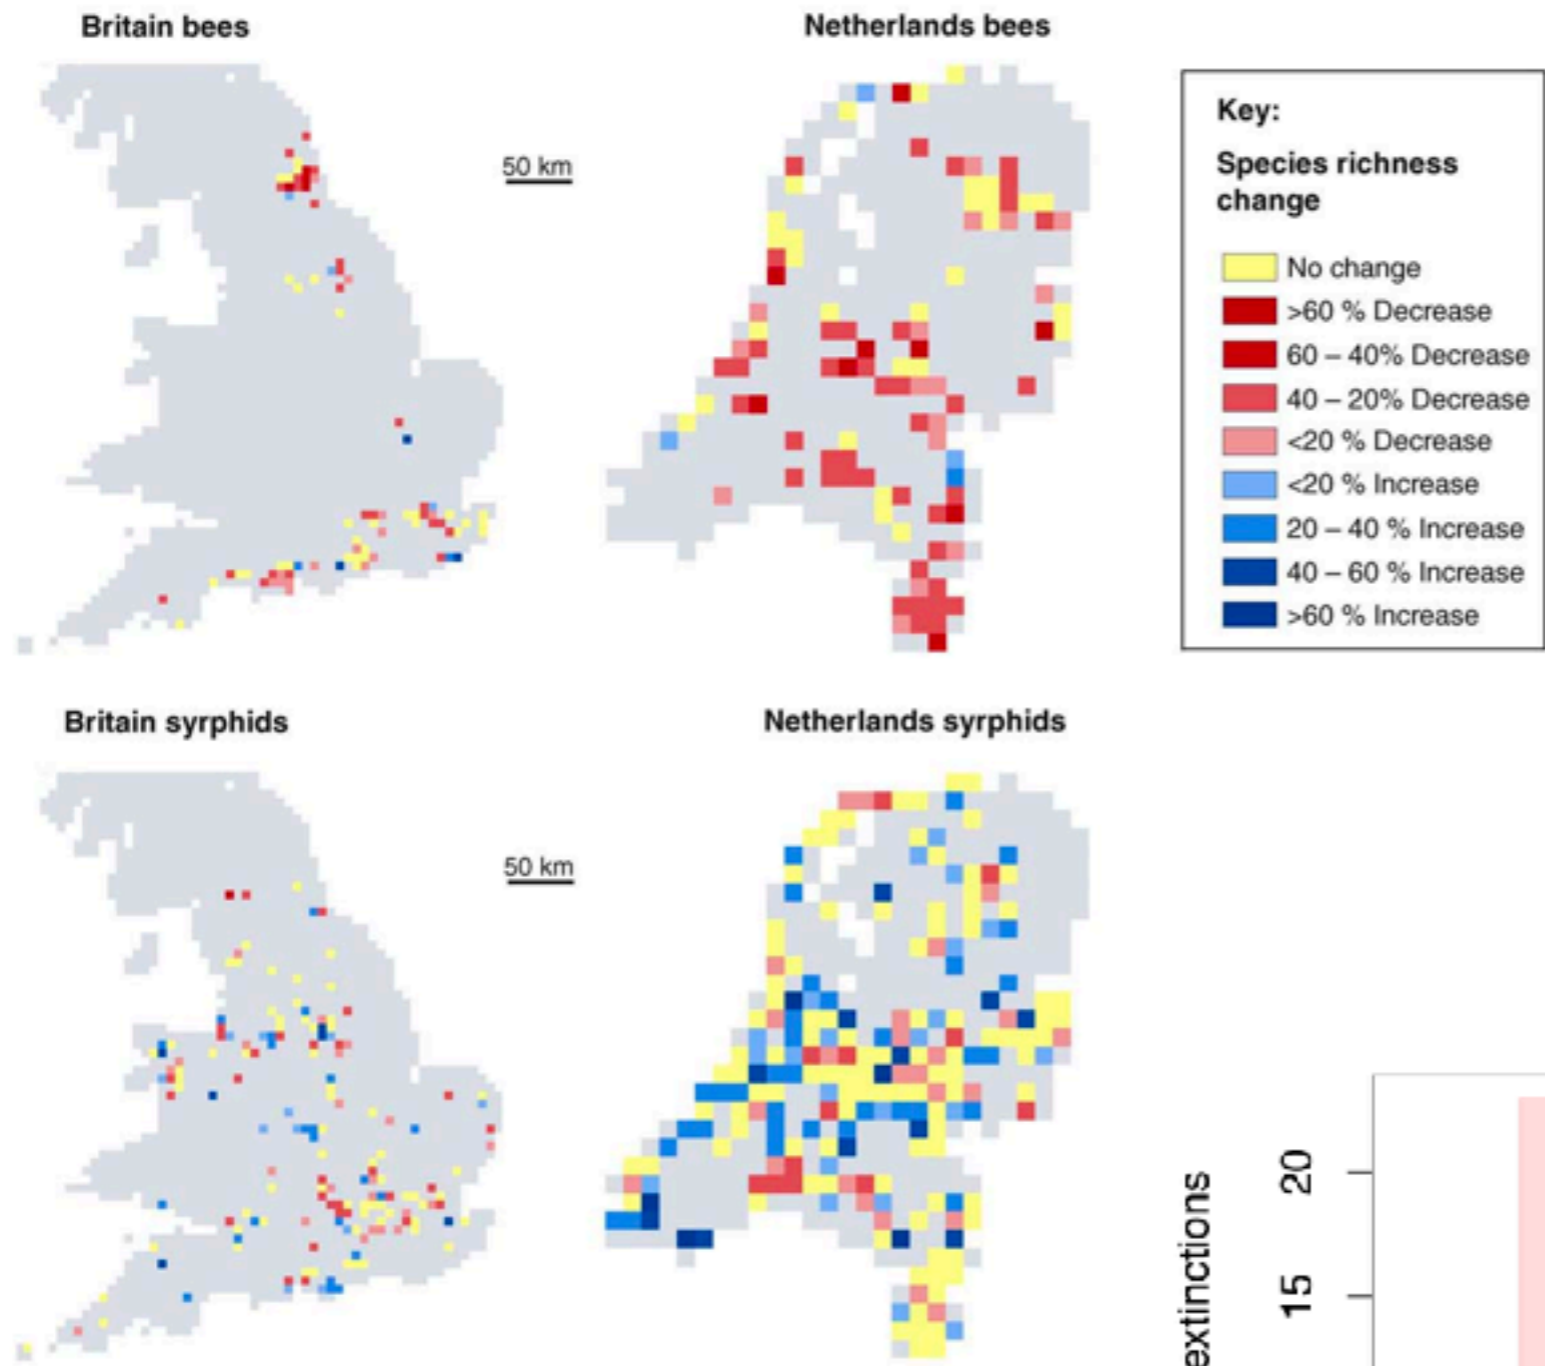 Britain bees
Netherlands bees
50 km
Key:
Species richness
change
No change
>60 % Decrease
60 – 40% Decrease
40 – 20% Decrease
<20 % Decrease
<20 % Increase
20 – 40 % Increase
40 – 60 % Increase
>60 % Increase
Britain syrphids
Netherlands syrphids
50 km
extinctions
20
15